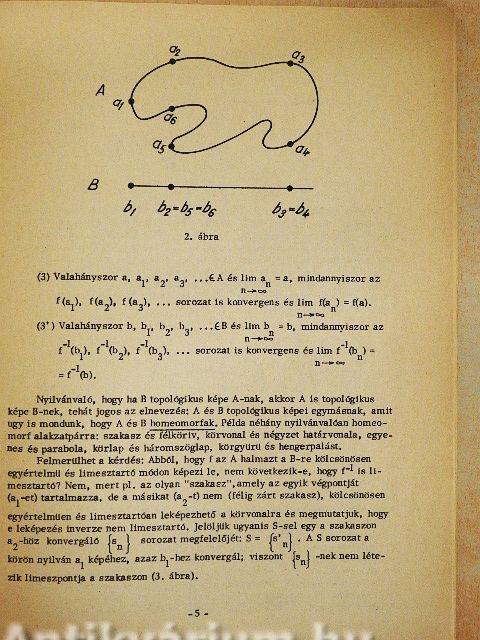 a₂
a₃
A
a₁
a₆
a₅
a₄
B
b₁ b₂=b₅=b₆ b₃=b₄
2. ábra
(3) Valahányszor a, a₁, a₂, a₃, ...∈A és lim aₙ = a, mindannyiszor az
n→∞
f(a₁), f(a₂), f(a₃), ... sorozat is konvergens és lim f(aₙ) = f(a).
n→∞
(3') Valahányszor b, b₁, b₂, b₃, ...∈B és lim bₙ = b, mindannyiszor az
n→∞
f⁻¹(b₁), f⁻¹(b₂), f⁻¹(b₃), ... sorozat is konvergens és lim f⁻¹(bₙ) =
n→∞
= f⁻¹(b).
Nyilvánvaló, hogy ha B topológikus képe A-nak, akkor A is topológikus
képe B-nek, tehát jogos az elnevezés: A és B topológikus képei egymásnak, amit
ugy is mondunk, hogy A és B homeomorfak. Példa néhány nyilvánvalóan homeo-
morf alakzatpárra: szakasz és félköriv, körvonal és négyzet határvonala, egye-
nes és parabola, körlap és háromszöglap, körgyürü és hengerpalást.
Felmerülhet a kérdés: Abból, hogy f az A halmazt a B-re kölcsönösen
egyértelmü és limesztartó módon képezi le, nem következik-e, hogy f⁻¹ is li-
mesztartó? Nem, mert pl. az olyan "szakasz", amely az egyik végpontját
(a₁-et) tartalmazza, de a másikat (a₂-t) nem (félig zárt szakasz), kölcsönösen
egyértelmüen és limesztartóan leképezhető a körvonalra és megmutatjuk, hogy
e leképezés inverze nem limesztartó. Jelöljük ugyanis S-sel egy a szakaszon
a₂-höz konvergáló {sₙ} sorozat megfelelőjét: S = {s'ₙ}. A S sorozat a
körön nyilván a₁ képéhez, azaz b₁-hez konvergál; viszont {sₙ} -nek nem léte-
zik limeszpontja a szakaszon (3. ábra).
- 5 -
Antikvárium.hu